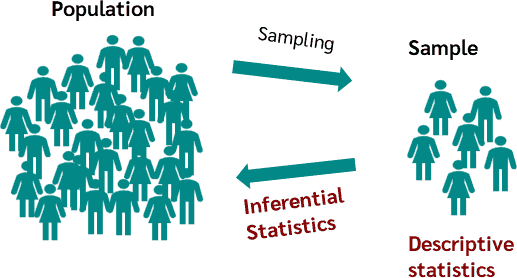 Population
Sampling
Sample
Inferential
Statistics
Descriptive
statistics